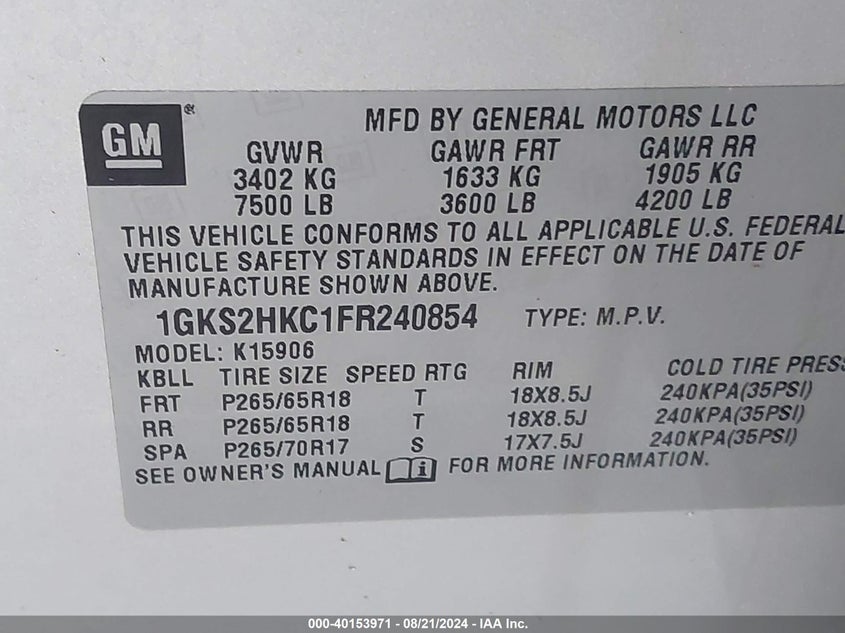 GM®
MFD BY GENERAL MOTORS LLC
GVWR GAWR FRT GAWR RR
3402 KG 1633 KG 1905 KG
7500 LB 3600 LB 4200 LB
THIS VEHICLE CONFORMS TO ALL APPLICABLE U.S. FEDERAL
VEHICLE SAFETY STANDARDS IN EFFECT ON THE DATE OF
MANUFACTURE SHOWN ABOVE.
1GKS2HKC1FR240854 TYPE: M.P.V.
MODEL: K15906
KBLL TIRE SIZE SPEED RTG RIM COLD TIRE PRESS
FRT P265/65R18 T 18X8.5J 240KPA(35PSI)
RR P265/65R18 T 18X8.5J 240KPA(35PSI)
SPA P265/70R17 S 17X7.5J 240KPA(35PSI)
SEE OWNER'S MANUAL i FOR MORE INFORMATION.
000-40153971 - 08/21/2024 - IAA Inc.